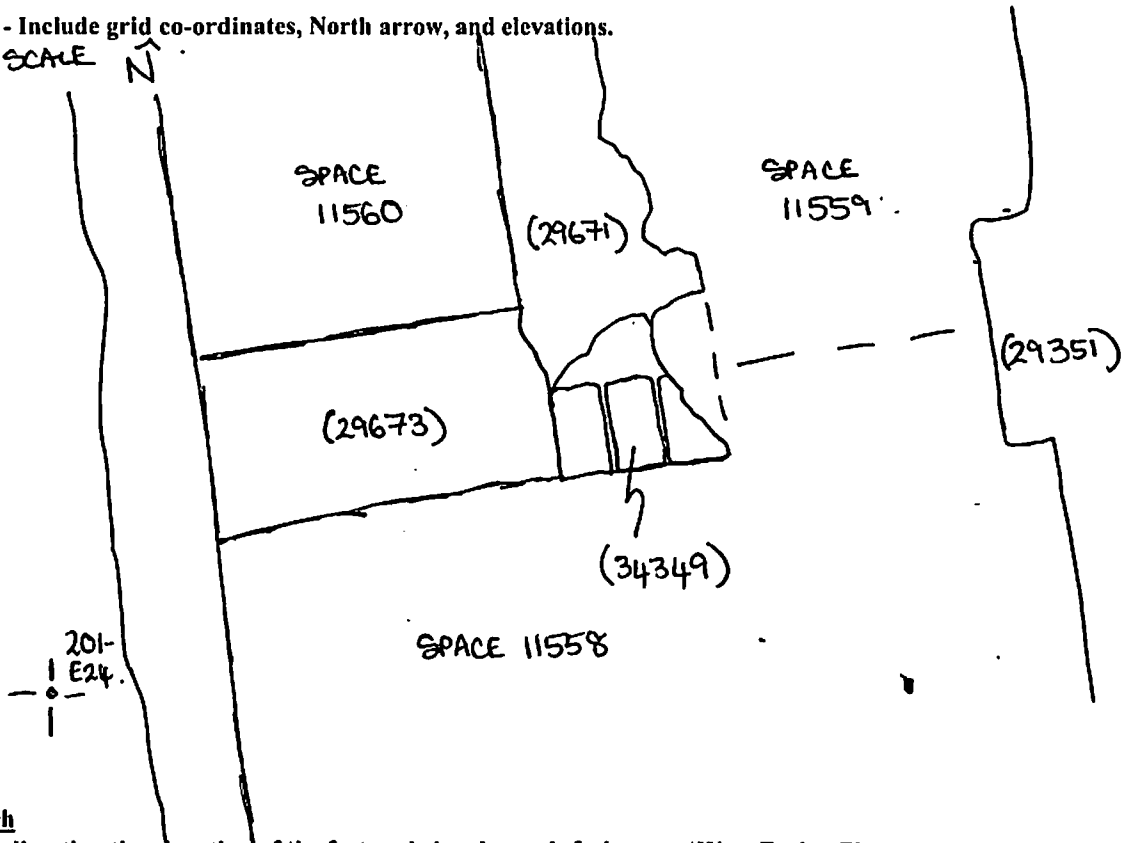 - Include grid co-ordinates, North arrow, and elevations.
SCALE N
SPACE
11560
SPACE
11559
(29671)
(29351)
(29673)
(34349)
201-
E24.
SPACE 11558